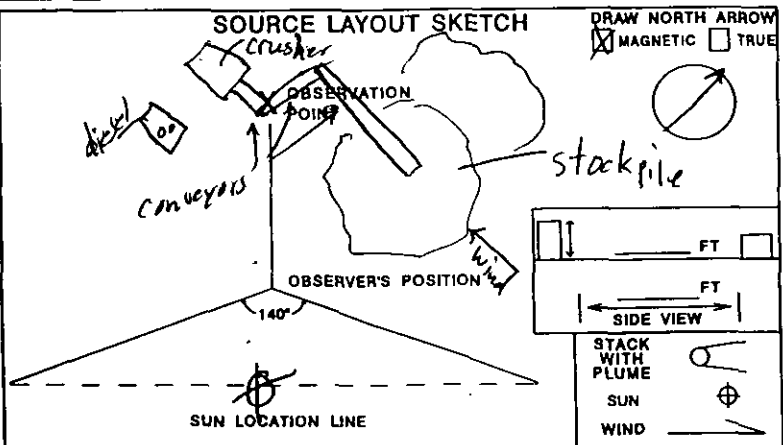 SOURCE LAYOUT SKETCH
DRAW NORTH ARROW
MAGNETIC TRUE
crusher
OBSERVATION
POINT
diesel
conveyors
stockpile
wind
OBSERVER'S POSITION
140°
SUN LOCATION LINE
FT
FT
SIDE VIEW
STACK
WITH
PLUME
SUN
WIND